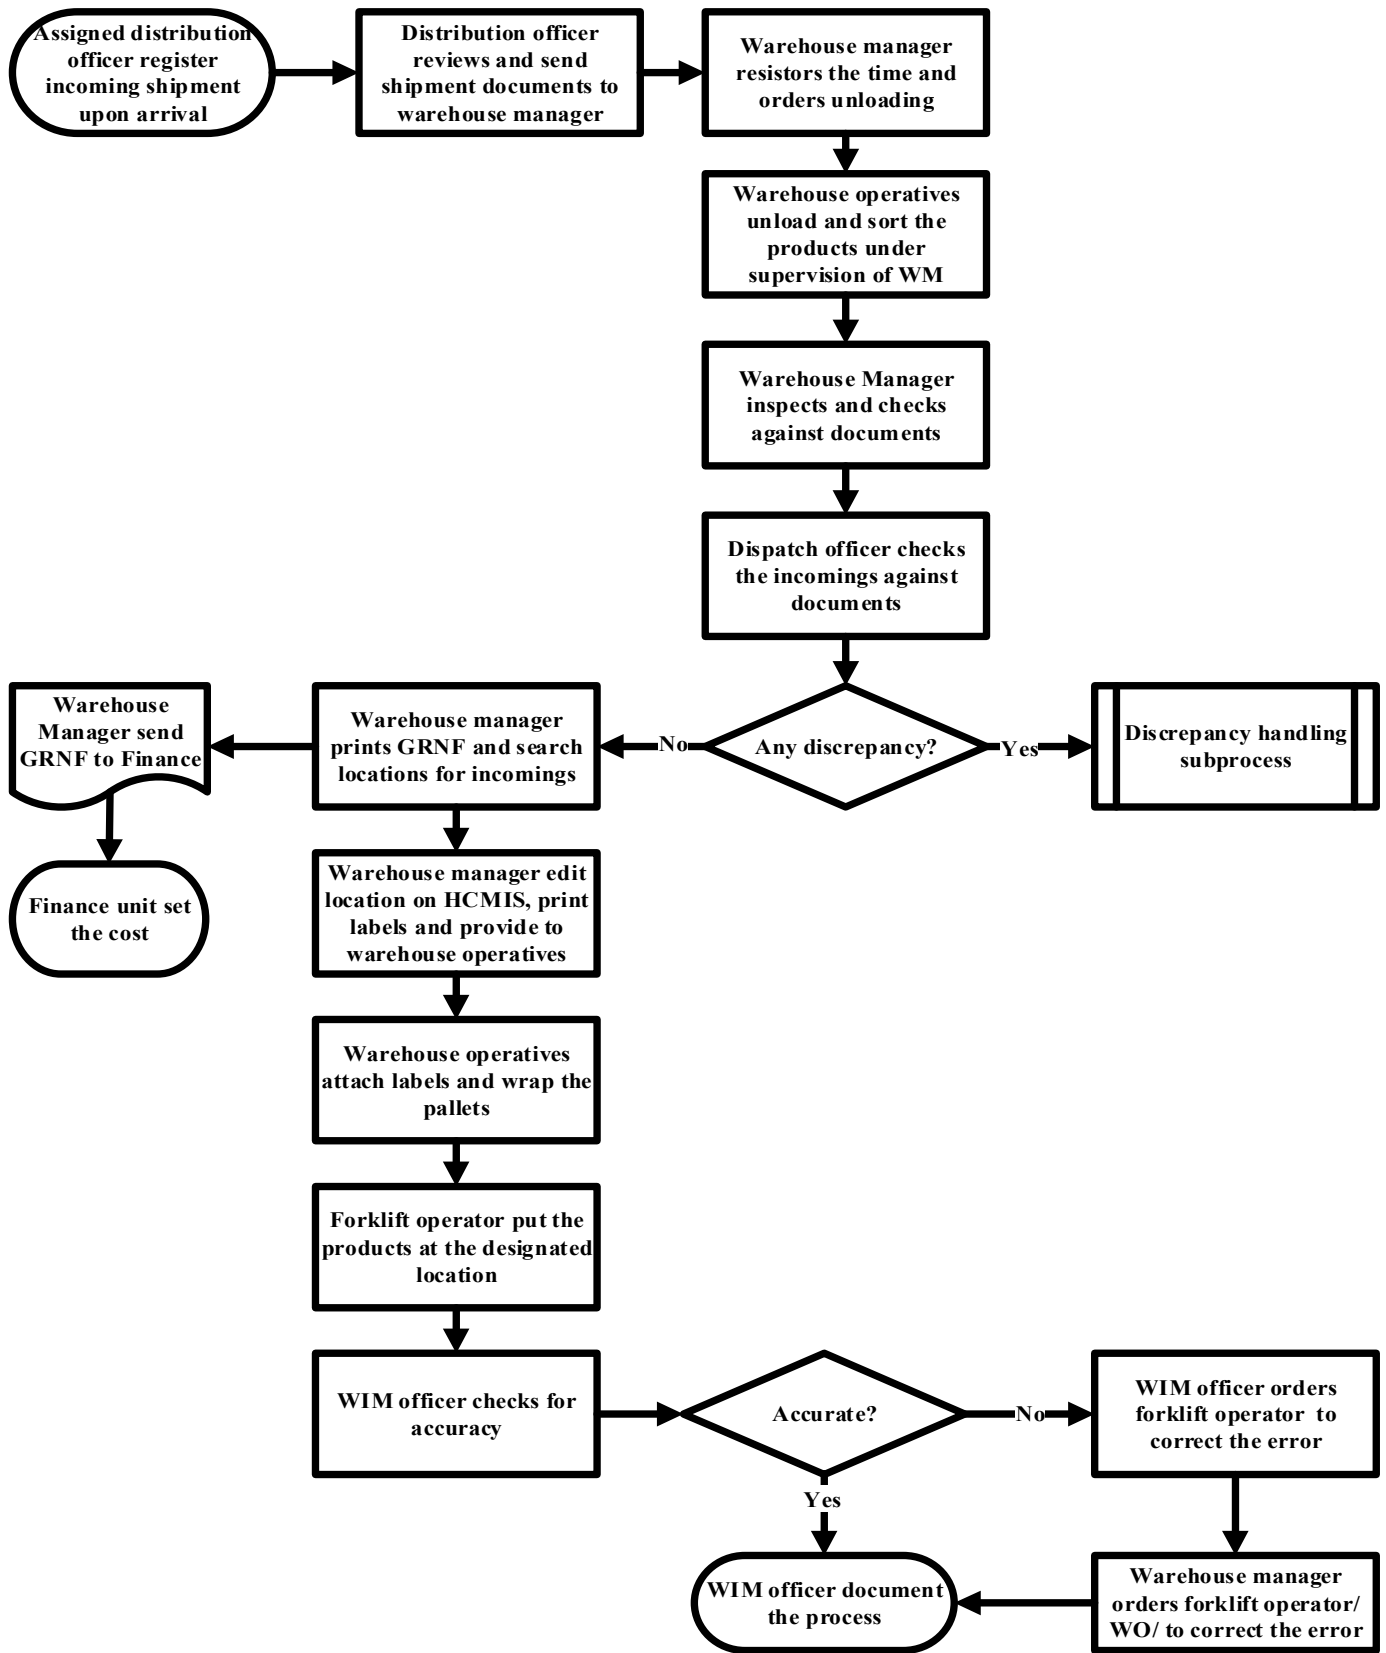 Assigned distribution
officer register
incoming shipment
upon arrival
Distribution officer
reviews and send
shipment documents to
warehouse manager
Warehouse manager
resistors the time and
orders unloading
Warehouse operatives
unload and sort the
products under
supervision of WM
Warehouse Manager
inspects and checks
against documents
Dispatch officer checks
the incomings against
documents
Any discrepancy?
Yes
Discrepancy handling
subprocess
No
Warehouse manager
prints GRNF and search
locations for incomings
Warehouse
Manager send
GRNF to Finance
Finance unit set
the cost
Warehouse manager edit
location on HCMIS, print
labels and provide to
warehouse operatives
Warehouse operatives
attach labels and wrap the
pallets
Forklift operator put the
products at the designated
location
WIM officer checks for
accuracy
Accurate?
No
WIM officer orders
forklift operator to
correct the error
Yes
WIM officer document
the process
Warehouse manager
orders forklift operator/
WO/ to correct the error